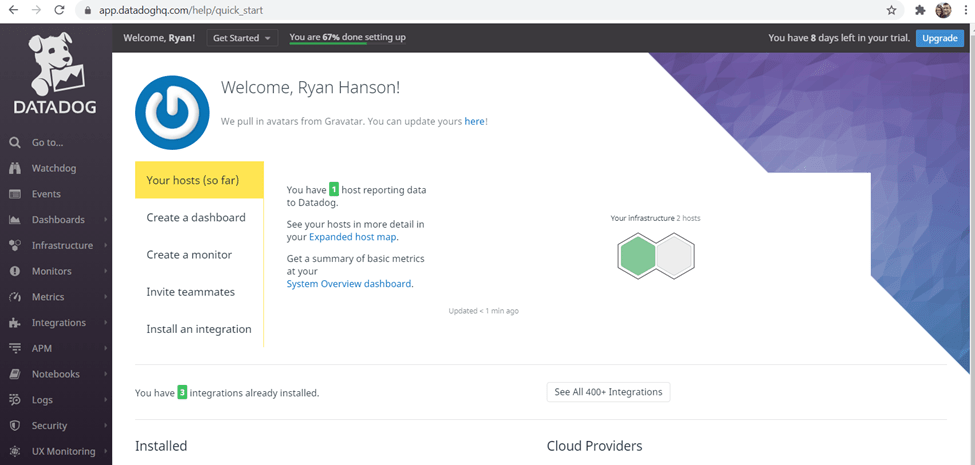 app.datadoghq.com/help/quick_start
Welcome, Ryan!
Get Started
You are 67% done setting up
You have 8 days left in your trial.
Upgrade
DATADOG
Go to...
Watchdog
Events
Dashboards
Infrastructure
Monitors
Metrics
Integrations
APM
Notebooks
Logs
Security
UX Monitoring
Welcome, Ryan Hanson!
We pull in avatars from Gravatar. You can update yours here!
Your hosts (so far)
Create a dashboard
Create a monitor
Invite teammates
Install an integration
You have 1 host reporting data
to Datadog.
See your hosts in more detail in
your Expanded host map.
Get a summary of basic metrics
at your
System Overview dashboard.
Your infrastructure 2 hosts
Updated < 1 min ago
You have 3 integrations already installed.
See All 400+ Integrations
Installed
Cloud Providers